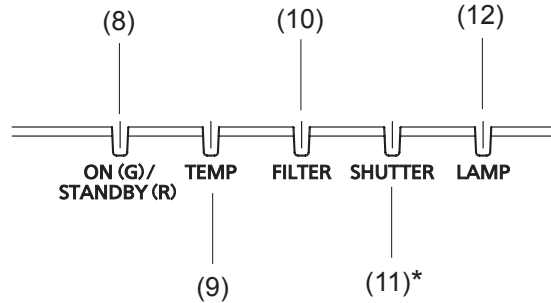 (8) (10) (12)
ON (G)/ TEMP FILTER SHUTTER LAMP
STANDBY (R)
(9) (11)*